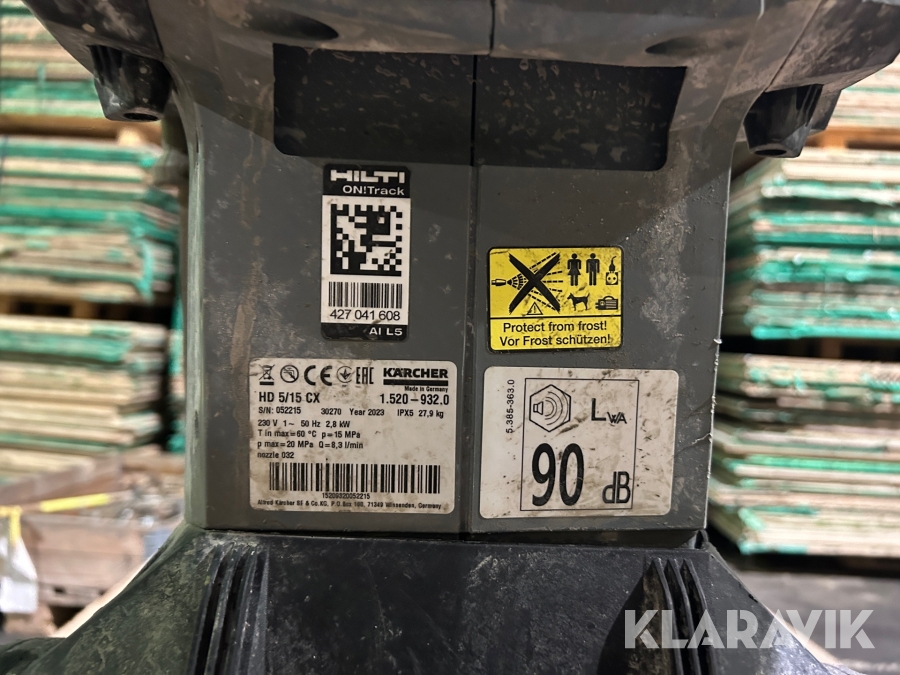 HILTI
ON!Track
427 041 608
AI L5
Protect from frost!
Vor Frost schützen!
CE EAC KÄRCHER
Made in Germany
HD 5/15 CX 1.520-932.0
S/N: 052215 30270 Year 2023 IPX5 27,9 kg
230 V 1~ 50 Hz 2,8 kW
T in max=60 °C p=15 MPa
p max=20 MPa Q=8,3 l/min
nozzle 032
15209320052215
Alfred Kärcher SE & Co.KG, P.O.Box 160, 71349 Winnenden, Germany
5.385-363.0
LWA
90 dB
KLARAVIK